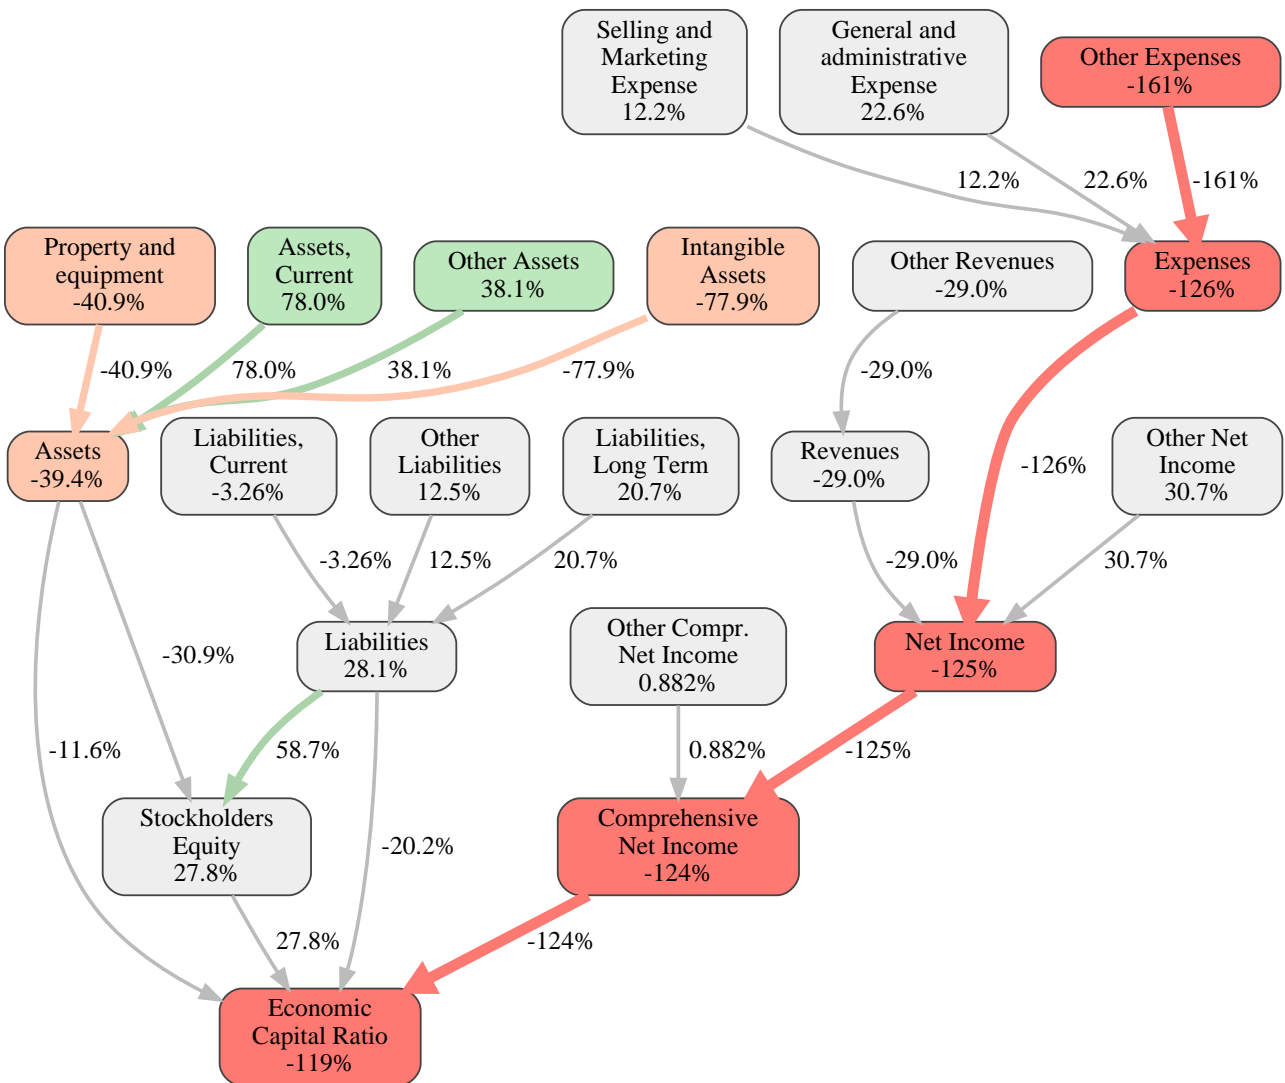 Selling and
Marketing
Expense
12.2%
General and
administrative
Expense
22.6%
Other Expenses
-161%
12.2%
22.6%
-161%
Property and
equipment
-40.9%
Assets,
Current
78.0%
Other Assets
38.1%
Intangible
Assets
-77.9%
Other Revenues
-29.0%
Expenses
-126%
-40.9%
78.0%
38.1%
-77.9%
-29.0%
-126%
Assets
-39.4%
Liabilities,
Current
-3.26%
Other
Liabilities
12.5%
Liabilities,
Long Term
20.7%
Revenues
-29.0%
Other Net
Income
30.7%
-3.26%
12.5%
20.7%
-29.0%
30.7%
-30.9%
Liabilities
28.1%
Other Compr.
Net Income
0.882%
Net Income
-125%
-11.6%
58.7%
0.882%
-125%
Stockholders
Equity
27.8%
-20.2%
Comprehensive
Net Income
-124%
27.8%
-124%
Economic
Capital Ratio
-119%